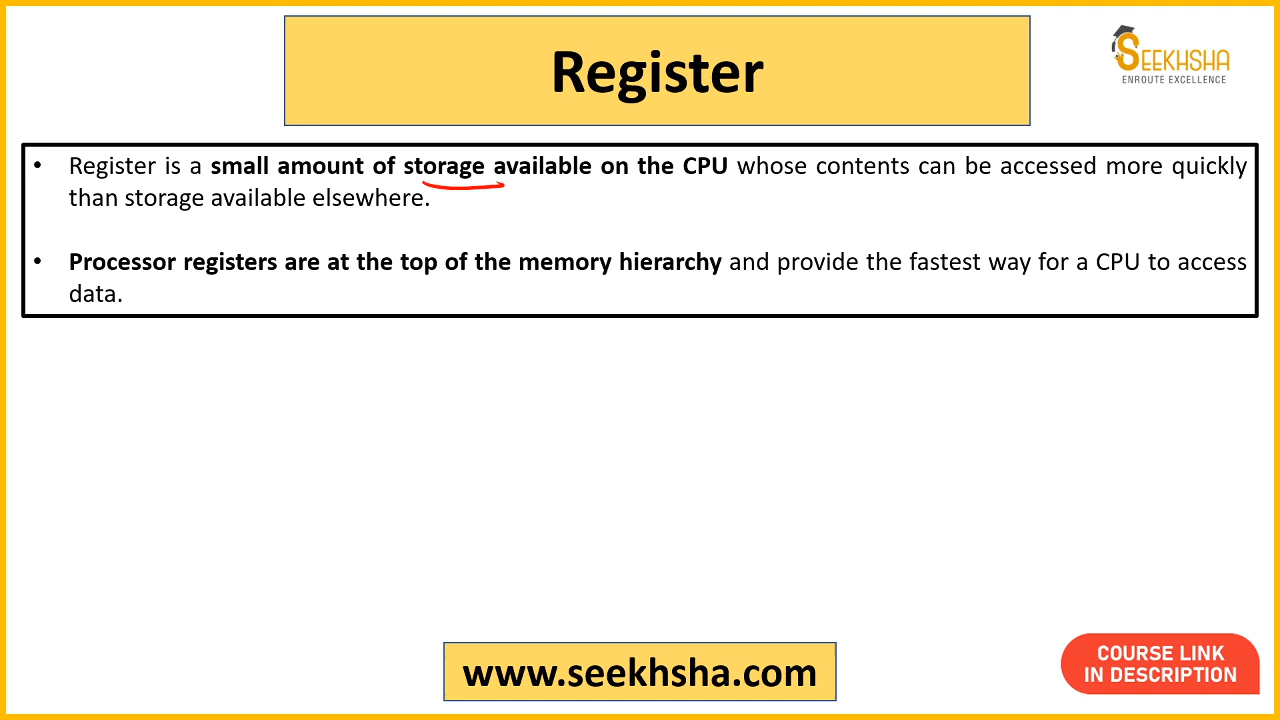 Register
SEEKHSHA
ENROUTE EXCELLENCE
• Register is a small amount of storage available on the CPU whose contents can be accessed more quickly
than storage available elsewhere.
• Processor registers are at the top of the memory hierarchy and provide the fastest way for a CPU to access
data.
www.seekhsha.com
COURSE LINK
IN DESCRIPTION